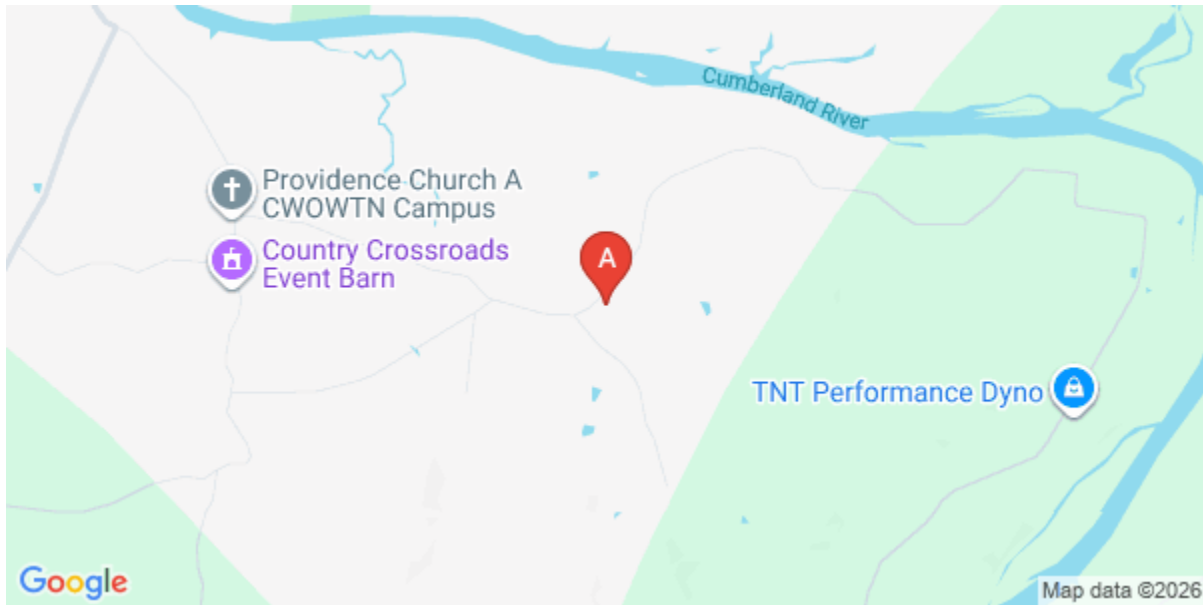 Cumberland River
Providence Church A
CWOWTN Campus
Country Crossroads
Event Barn
A
TNT Performance Dyno
Google
Map data ©2026